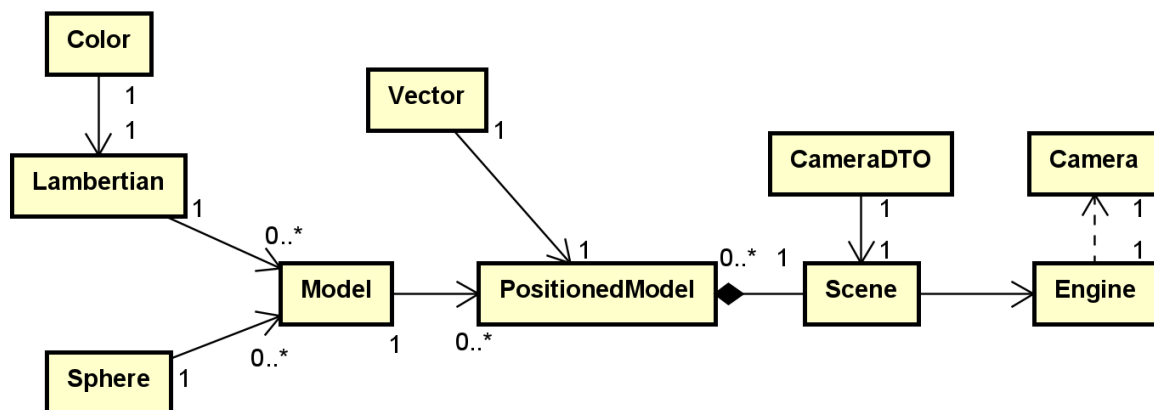 Color
1
1
Lambertian
1
0..*
Vector
1
1
CameraDTO
1
1
Camera
1
1
Model
1
0..*
PositionedModel
0..* 1
Scene
Engine
Sphere
1
0..*